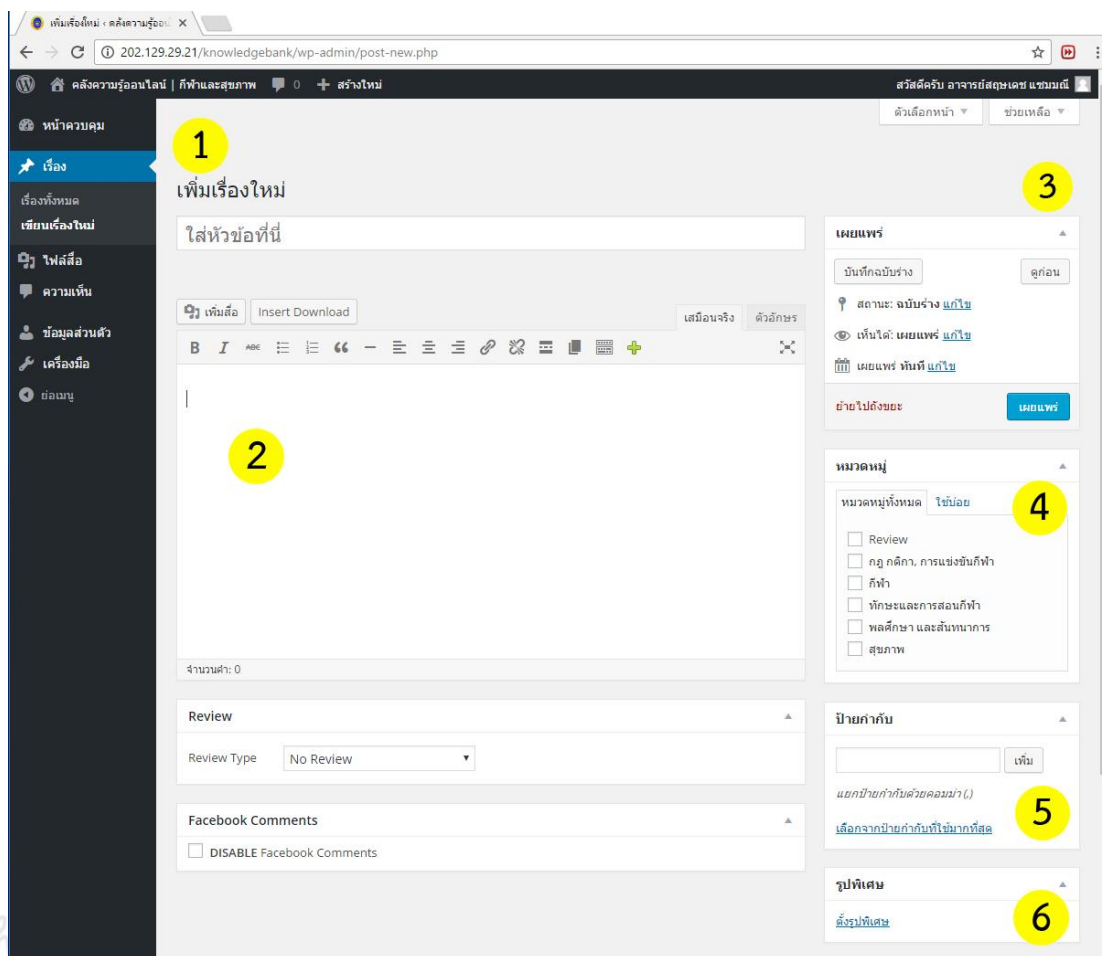 เพิ่มเรื่องใหม่ ‹ คลังความรู้ออน
202.129.29.21/knowledgebank/wp-admin/post-new.php
คลังความรู้ออนไลน์ | กีฬาและสุขภาพ 0 + สร้างใหม่ สวัสดีครับ อาจารย์สฤษเดช แซมมณี
ตัวเลือกหน้า ช่วยเหลือ
หน้าควบคุม
เรื่อง
เรื่องทั้งหมด
เขียนเรื่องใหม่
ไฟล์สื่อ
ความเห็น
ข้อมูลส่วนตัว
เครื่องมือ
ย่อเมนู
1
เพิ่มเรื่องใหม่
ใส่หัวข้อที่นี่
เพิ่มสื่อ Insert Download เสมือนจริง ตัวอักษร
B I ABC
2
จำนวนคำ: 0
Review
Review Type No Review
Facebook Comments
DISABLE Facebook Comments
3
เผยแพร่
บันทึกฉบับร่าง ดูก่อน
สถานะ: ฉบับร่าง แก้ไข
เห็นได้: เผยแพร่ แก้ไข
เผยแพร่ ทันที แก้ไข
ย้ายไปถังขยะ เผยแพร่
หมวดหมู่
หมวดหมู่ทั้งหมด ใช้บ่อย
4
Review
กฎ กติกา, การแข่งขันกีฬา
กีฬา
ทักษะและการสอนกีฬา
พลศึกษา และสันทนาการ
สุขภาพ
ป้ายกำกับ
เพิ่ม
แยกป้ายกำกับด้วยคอมม่า (,)
5
เลือกจากป้ายกำกับที่ใช้มากที่สุด
รูปพิเศษ
ตั้งรูปพิเศษ
6